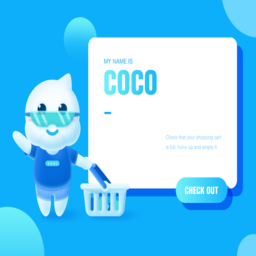 MY NAME IS
COCO
Check that your shopping cart
is full, hurry up and empty it.
CHECK OUT